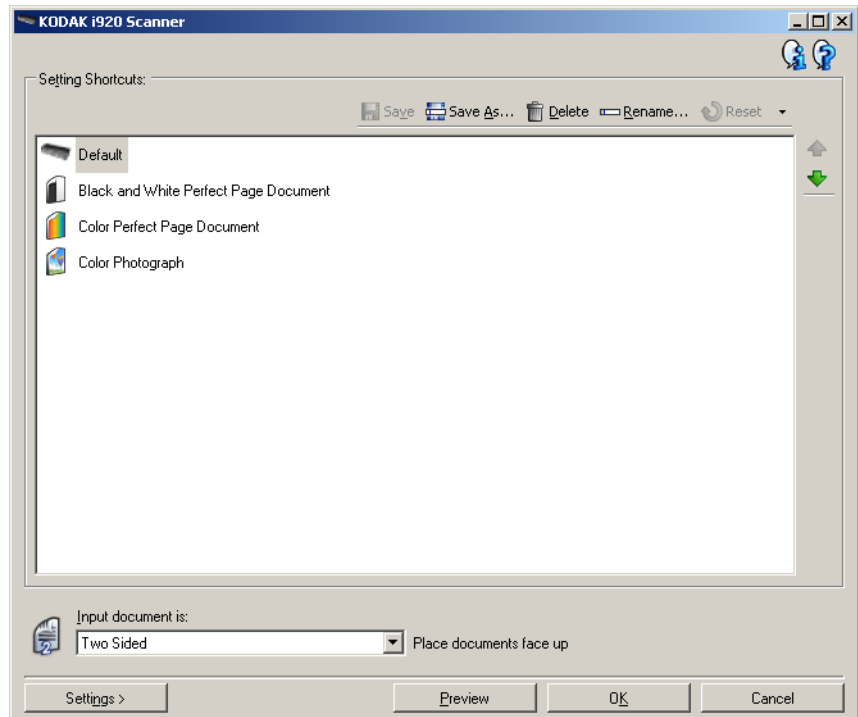 KODAK i920 Scanner
Setting Shortcuts:
Save Save As... Delete Rename... Reset
Default
Black and White Perfect Page Document
Color Perfect Page Document
Color Photograph
Input document is:
Two Sided Place documents face up
Settings > Preview OK Cancel